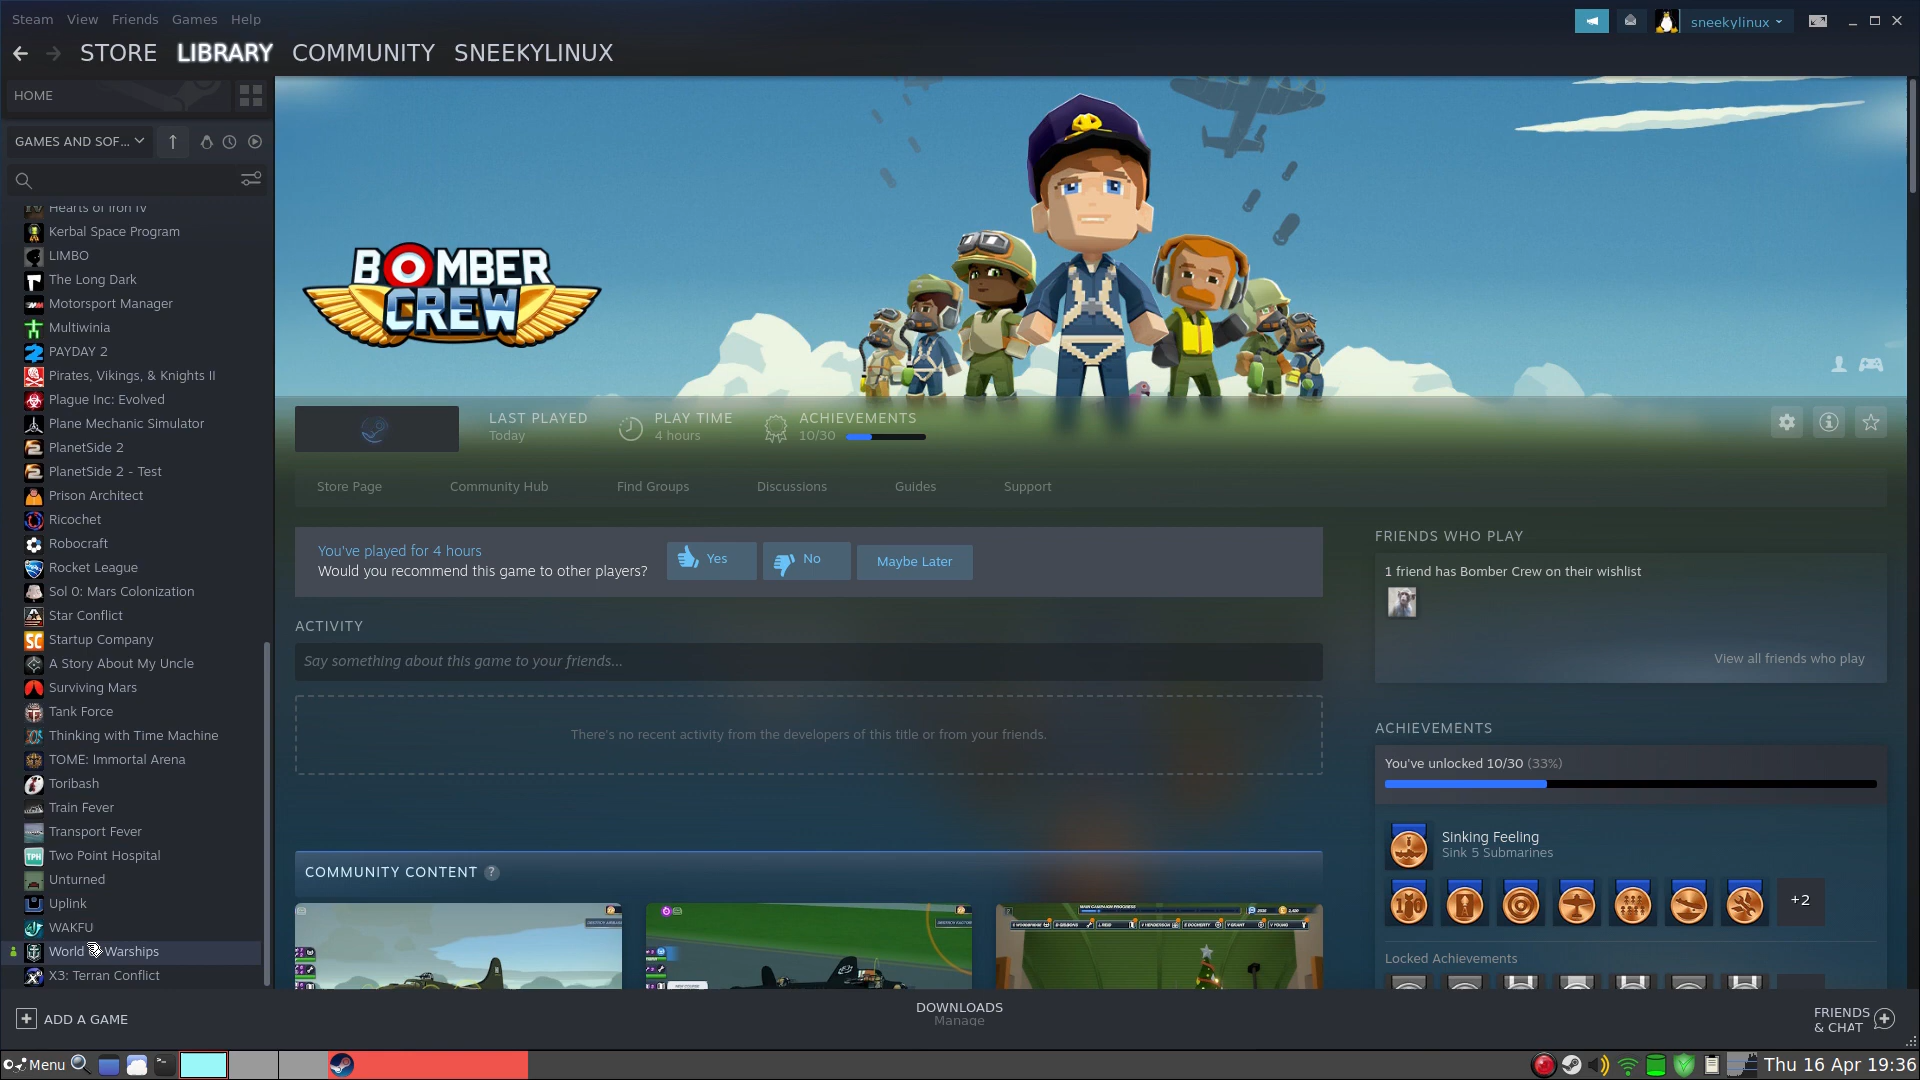 Steam View Friends Games Help
sneekylinux
STORE LIBRARY COMMUNITY SNEEKYLINUX
HOME
GAMES AND SOF...
Hearts of Iron IV
Kerbal Space Program
LIMBO
The Long Dark
Motorsport Manager
Multiwinia
PAYDAY 2
Pirates, Vikings, & Knights II
Plague Inc: Evolved
Plane Mechanic Simulator
PlanetSide 2
PlanetSide 2 - Test
Prison Architect
Ricochet
Robocraft
Rocket League
Sol 0: Mars Colonization
Star Conflict
Startup Company
A Story About My Uncle
Surviving Mars
Tank Force
Thinking with Time Machine
TOME: Immortal Arena
Toribash
Train Fever
Transport Fever
Two Point Hospital
Unturned
Uplink
WAKFU
World Warships
X3: Terran Conflict
BOMBER
CREW
LAST PLAYED
Today
PLAY TIME
4 hours
ACHIEVEMENTS
10/30
Store Page Community Hub Find Groups Discussions Guides Support
You've played for 4 hours
Would you recommend this game to other players?
Yes No Maybe Later
ACTIVITY
Say something about this game to your friends...
There's no recent activity from the developers of this title or from your friends.
COMMUNITY CONTENT ?
FRIENDS WHO PLAY
1 friend has Bomber Crew on their wishlist
View all friends who play
ACHIEVEMENTS
You've unlocked 10/30 (33%)
Sinking Feeling
Sink 5 Submarines
+2
Locked Achievements
ADD A GAME
DOWNLOADS
Manage
FRIENDS
& CHAT
Menu
Thu 16 Apr 19:36